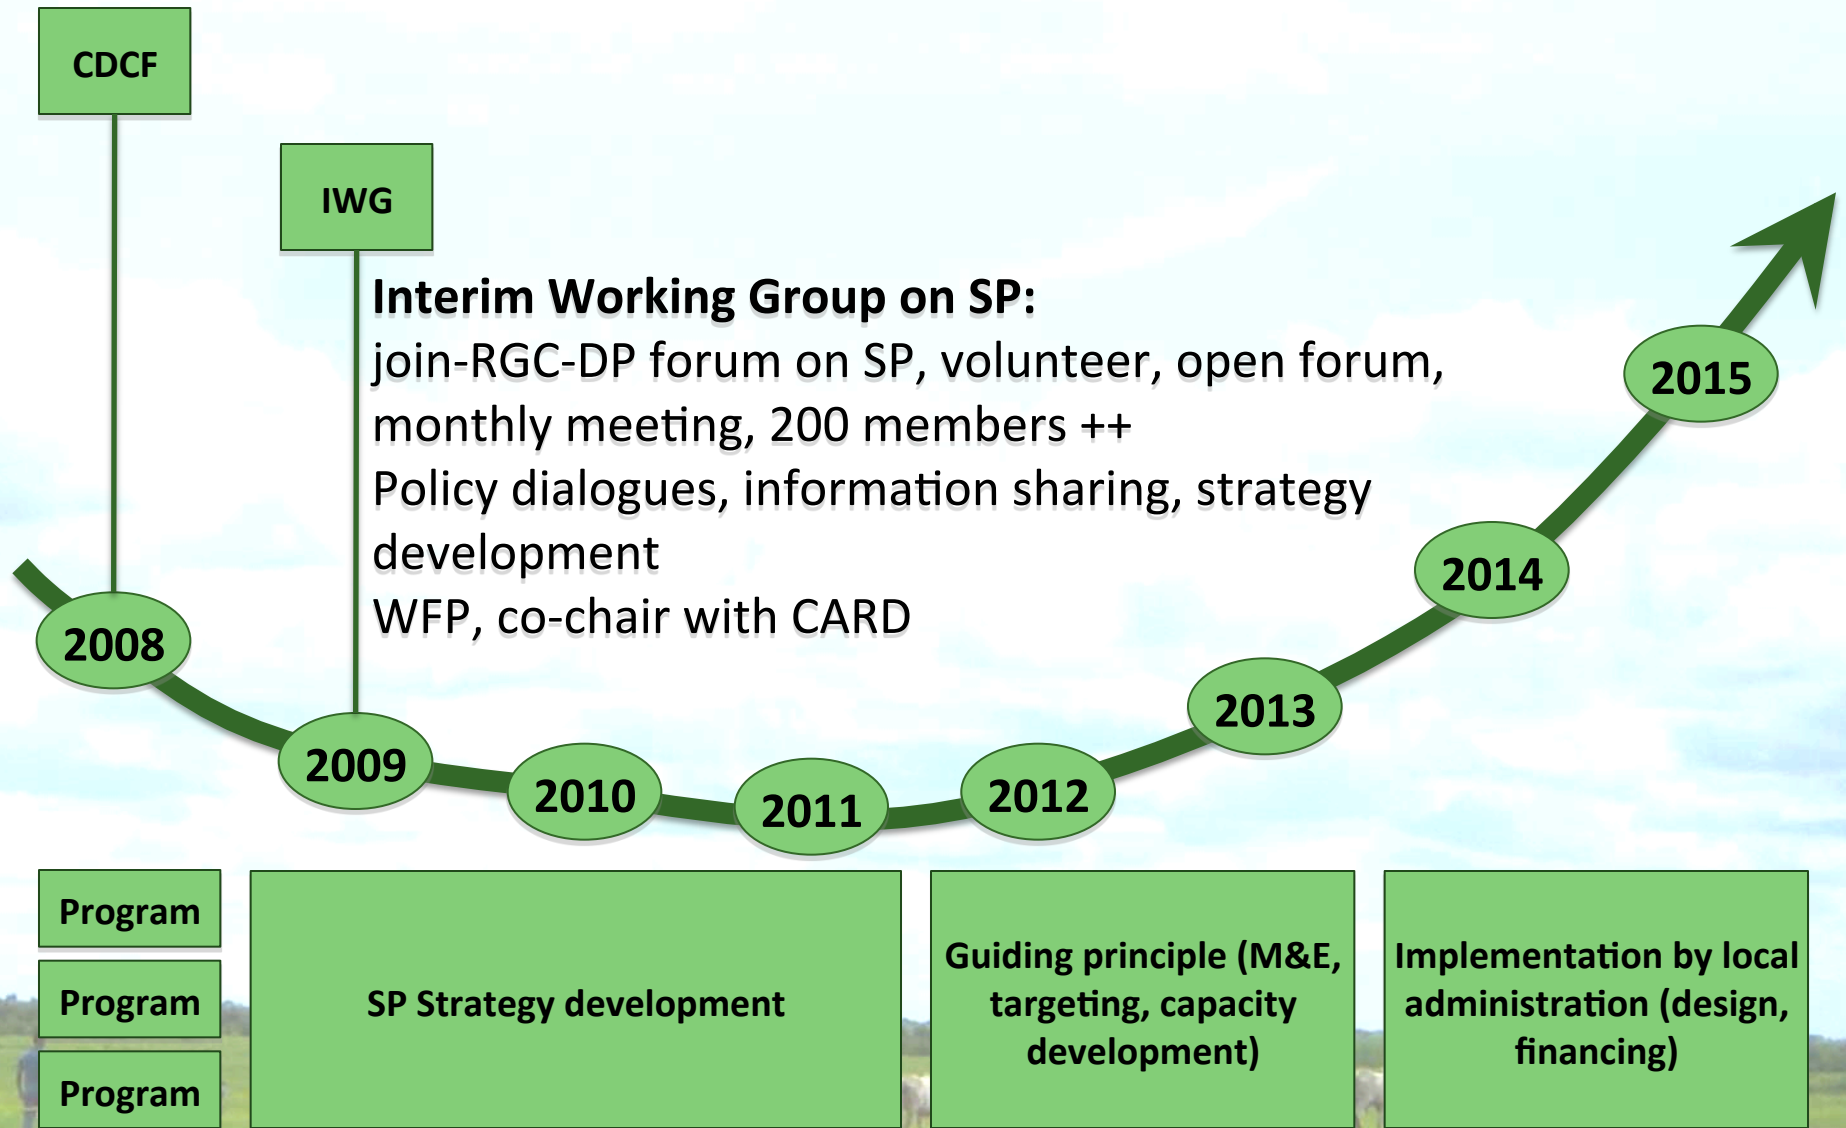 CDCF
IWG
Interim Working Group on SP:
join-RGC-DP forum on SP, volunteer, open forum,
monthly meeting, 200 members ++
Policy dialogues, information sharing, strategy
development
WFP, co-chair with CARD
2008
2009
2010
2011
2012
2013
2014
2015
Program
Program
Program
SP Strategy development
Guiding principle (M&E,
targeting, capacity
development)
Implementation by local
administration (design,
financing)